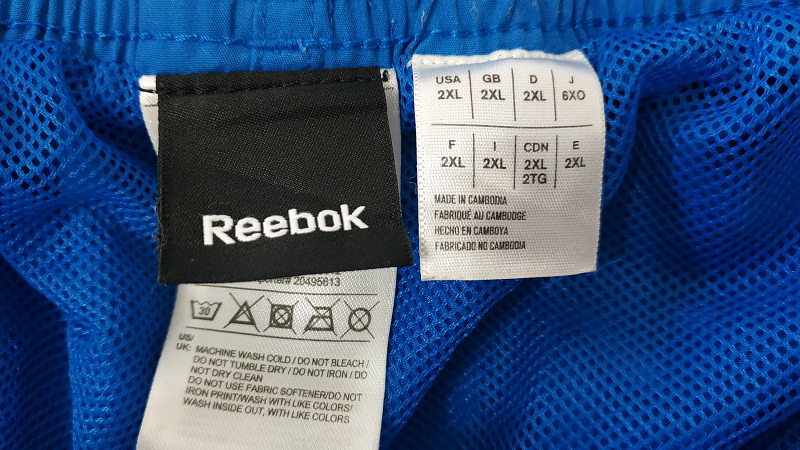 Reebok
USA GB D J
2XL 2XL 2XL 6XO
F I CDN E
2XL 2XL 2XL 2XL
2TG
MADE IN CAMBODIA
FABRIQUÉ AU CAMBODGE
HECHO EN CAMBOYA
FABRICADO NO CAMBODIA
20495613
30
US/
UK: MACHINE WASH COLD / DO NOT BLEACH /
DO NOT TUMBLE DRY / DO NOT IRON / DO
NOT DRY CLEAN
DO NOT USE FABRIC SOFTENER/DO NOT
IRON PRINT/WASH WITH LIKE COLORS/
WASH INSIDE OUT, WITH LIKE COLORS